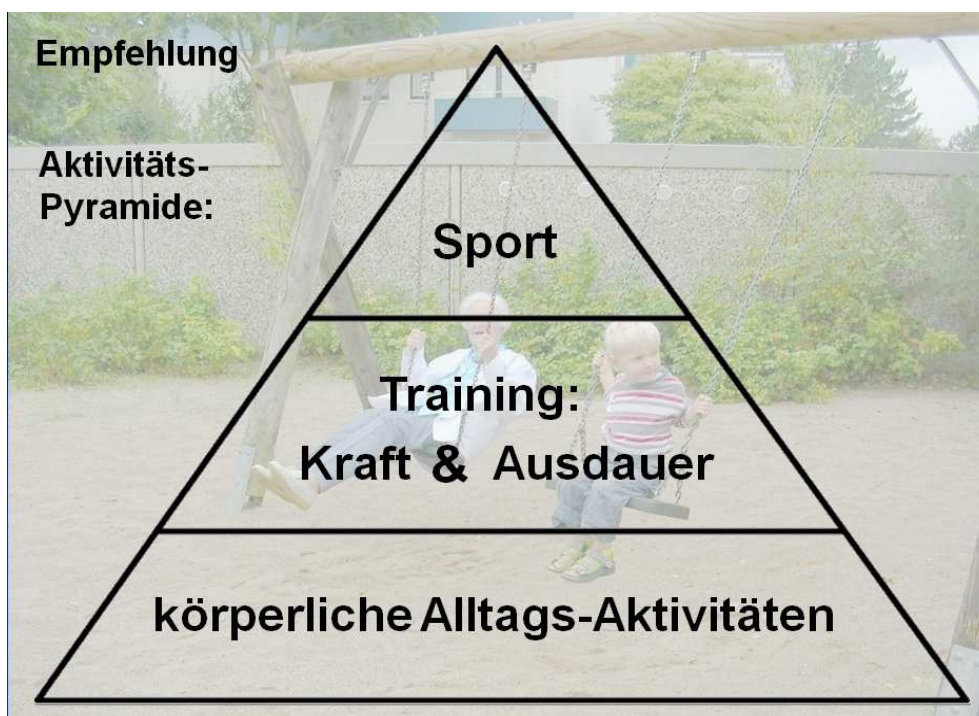 Empfehlung
Aktivitäts-
Pyramide:
Sport
Training:
Kraft & Ausdauer
körperliche Alltags-Aktivitäten